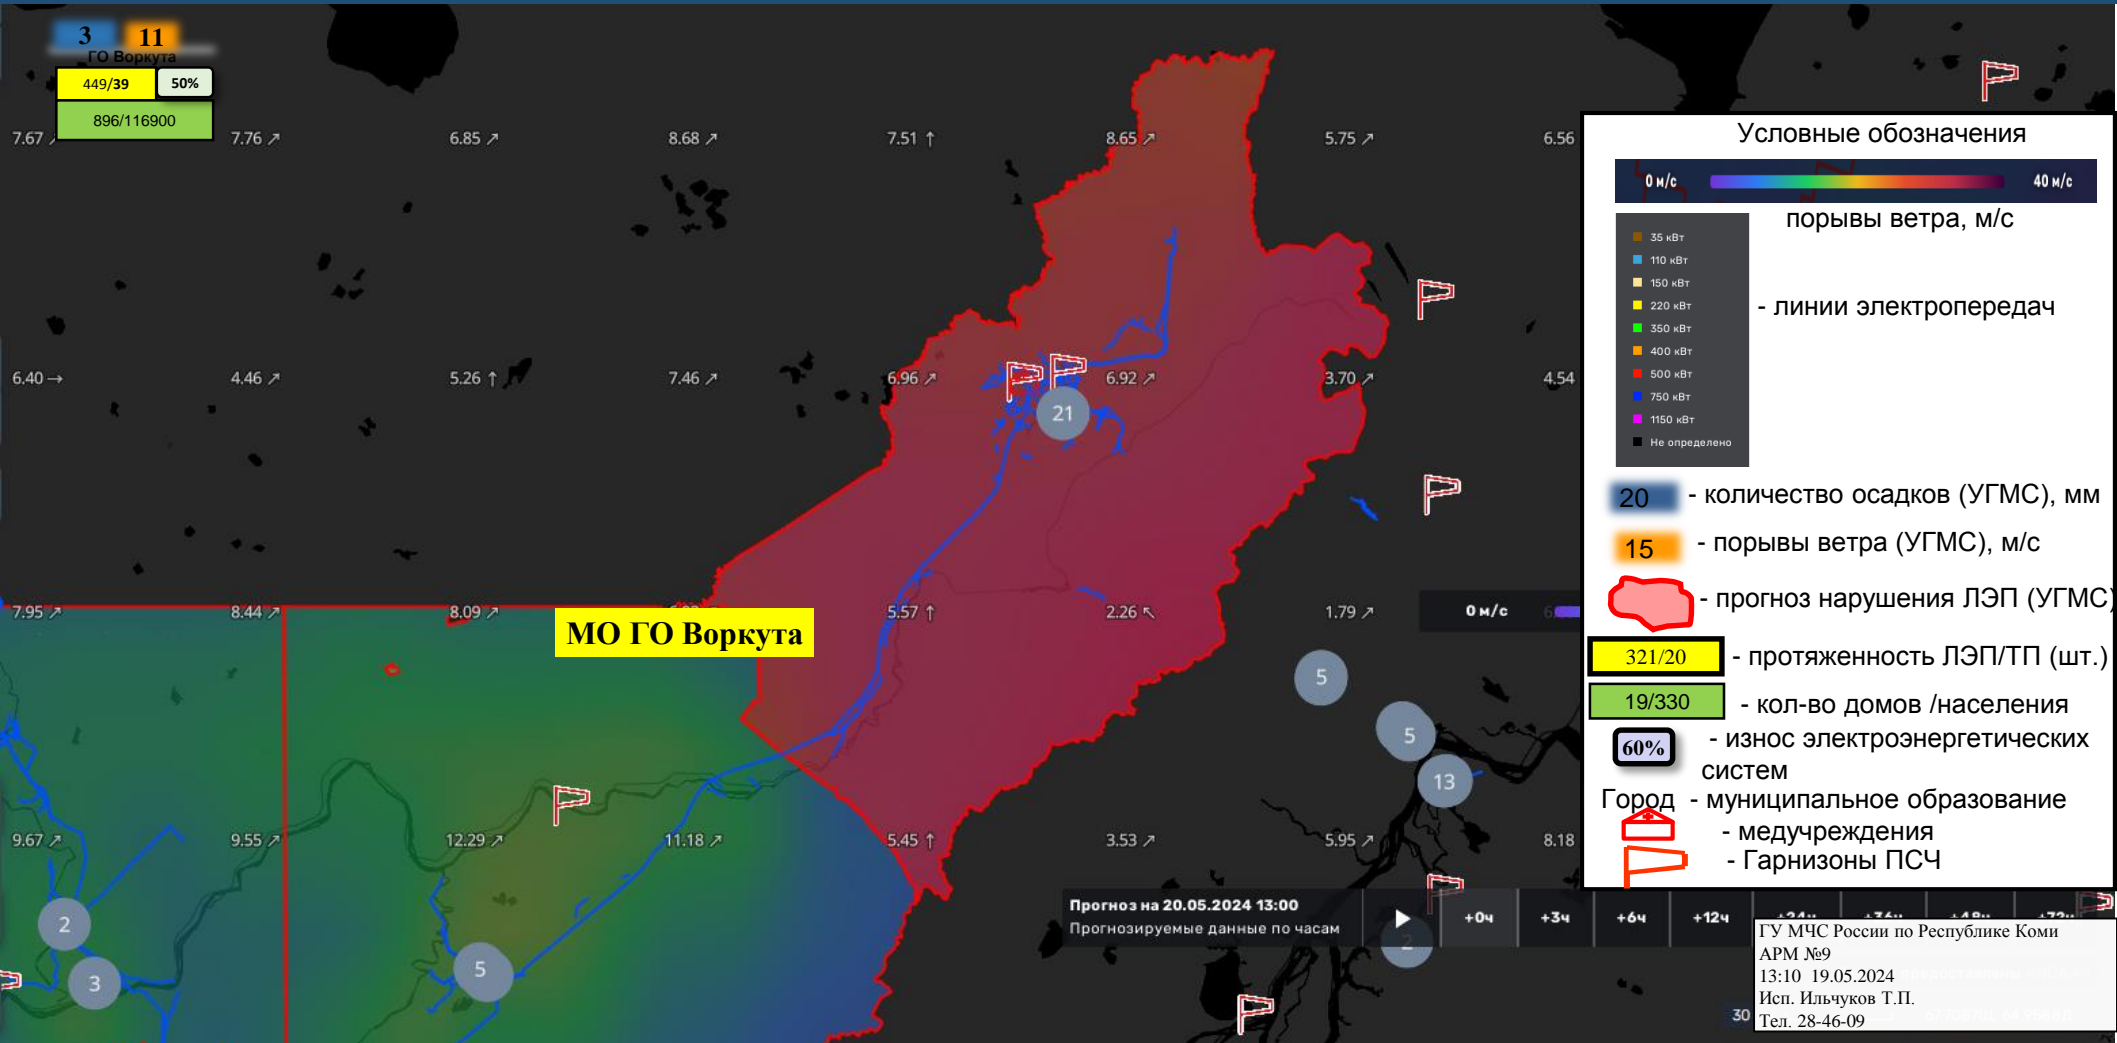 3 11
ГО Воркута
449/39 50%
896/116900
7.67 ↗ 7.76 ↗ 6.85 ↗ 8.68 ↗ 7.51 ↑ 8.65 ↗ 5.75 ↗ 6.56
6.40 → 4.46 ↗ 5.26 ↑ 7.46 ↗ 6.96 ↗ 6.92 ↗ 3.70 ↗ 4.54
21
7.95 ↗ 8.44 ↗ 8.09 ↗ 5.57 ↑ 2.26 ↖ 1.79 ↗
МО ГО Воркута
0 м/с
5
5
13
9.67 ↗ 9.55 ↗ 12.29 ↗ 11.18 ↗ 5.45 ↑ 3.53 ↗ 5.95 ↗ 8.18
2
3
5
2
Прогноз на 20.05.2024 13:00
Прогнозируемые данные по часам
+0ч +3ч +6ч +12ч +24ч +36ч +48ч +72ч
30
Условные обозначения
0 м/с 40 м/с
порывы ветра, м/с
35 кВт
110 кВт
150 кВт
220 кВт
350 кВт
400 кВт
500 кВт
750 кВт
1150 кВт
Не определено
- линии электропередач
20 - количество осадков (УГМС), мм
15 - порывы ветра (УГМС), м/с
- прогноз нарушения ЛЭП (УГМС)
321/20 - протяженность ЛЭП/ТП (шт.)
19/330 - кол-во домов /населения
60% - износ электроэнергетических
систем
Город - муниципальное образование
- медучреждения
- Гарнизоны ПСЧ
ГУ МЧС России по Республике Коми
АРМ №9
13:10 19.05.2024
Исп. Ильчуков Т.П.
Тел. 28-46-09